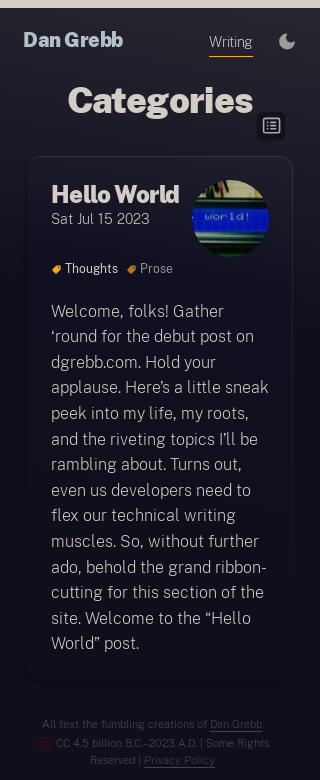 Dan Grebb
Writing
Categories
Hello World
Sat Jul 15 2023
world!
Thoughts Prose
Welcome, folks! Gather
‘round for the debut post on
dgrebb.com. Hold your
applause. Here’s a little sneak
peek into my life, my roots,
and the riveting topics I’ll be
rambling about. Turns out,
even us developers need to
flex our technical writing
muscles. So, without further
ado, behold the grand ribbon-
cutting for this section of the
site. Welcome to the “Hello
World” post.
All text the fumbling creations of Dan Grebb
CC 4.5 billion B.C.–2023 A.D. | Some Rights
Reserved | Privacy Policy